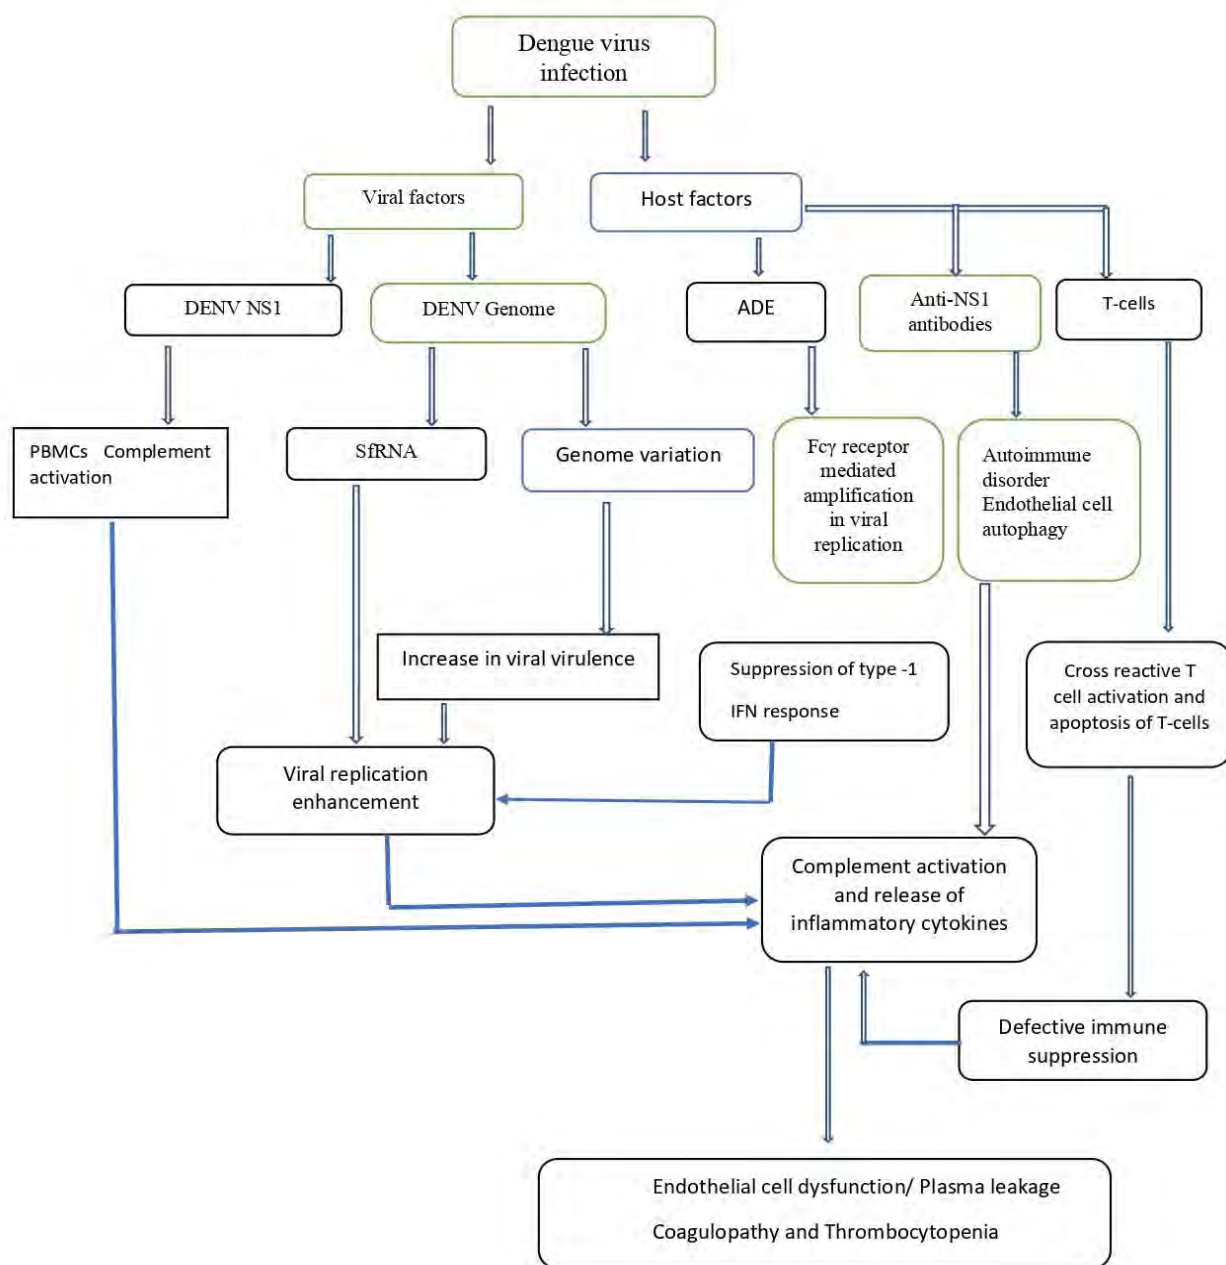 Dengue virus
infection
Viral factors
Host factors
DENV NS1
DENV Genome
ADE
Anti-NS1
antibodies
T-cells
PBMCs Complement
activation
SfRNA
Genome variation
Fcγ receptor
mediated
amplification
in viral
replication
Autoimmune
disorder
Endothelial cell
autophagy
Increase in viral virulence
Suppression of type -1
IFN response
Cross reactive T
cell activation and
apoptosis of T-cells
Viral replication
enhancement
Complement activation
and release of
inflammatory cytokines
Defective immune
suppression
Endothelial cell dysfunction/ Plasma leakage
Coagulopathy and Thrombocytopenia